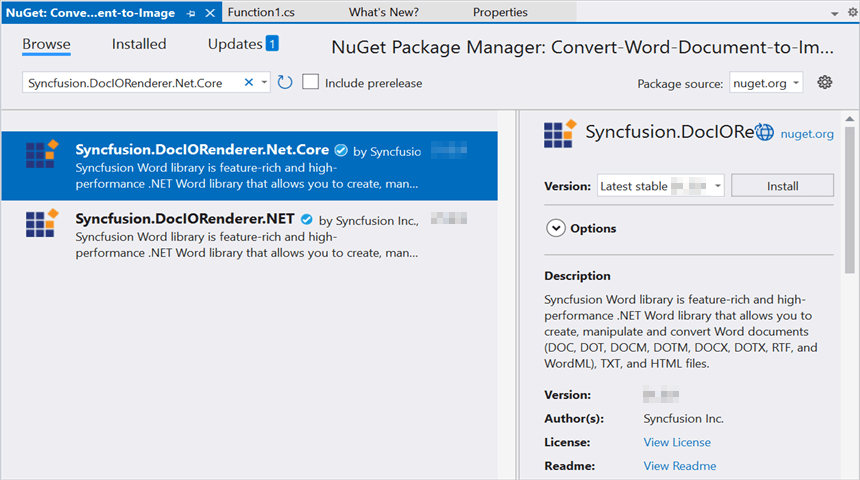 NuGet: Conve...ent-to-Image
Function1.cs
What's New?
Properties
Browse
Installed
Updates 1
NuGet Package Manager: Convert-Word-Document-to-Im...
Syncfusion.DocIORenderer.Net.Core
Include prerelease
Package source: nuget.org
Syncfusion.DocIORenderer.Net.Core by Syncfusio
Syncfusion Word library is feature-rich and high-
performance .NET Word library that allows you to create, man...
Syncfusion.DocIORenderer.NET by Syncfusion Inc.,
Syncfusion Word library is feature-rich and high-
performance .NET Word library that allows you to create, man...
Syncfusion.DocIORe nuget.org
Version: Latest stable
Install
Options
Description
Syncfusion Word library is feature-rich and high-
performance .NET Word library that allows you to
create, manipulate and convert Word documents
(DOC, DOT, DOCM, DOTM, DOCX, DOTX, RTF, and
WordML), TXT, and HTML files.
Version:
Author(s): Syncfusion Inc.
License: View License
Readme: View Readme